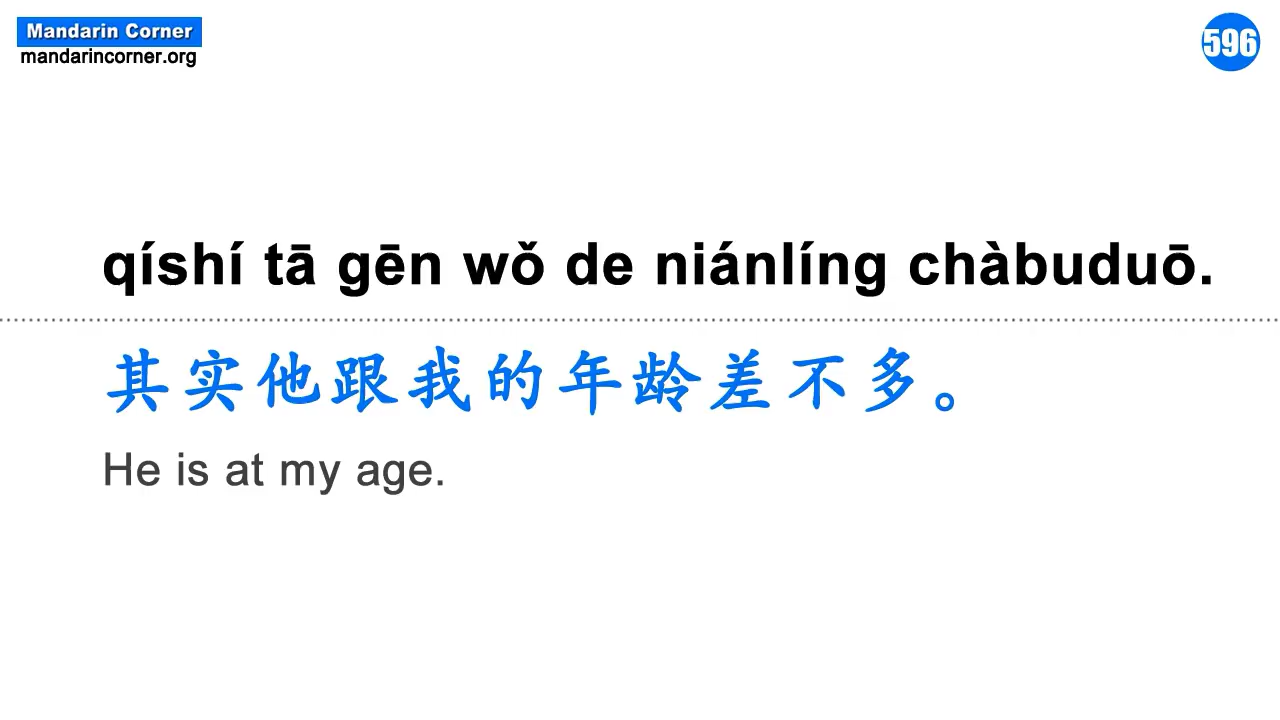 Mandarin Corner
mandarincorner.org
596
qíshí tā gēn wǒ de niánlíng chàbuduō.
其实他跟我的年龄差不多。
He is at my age.